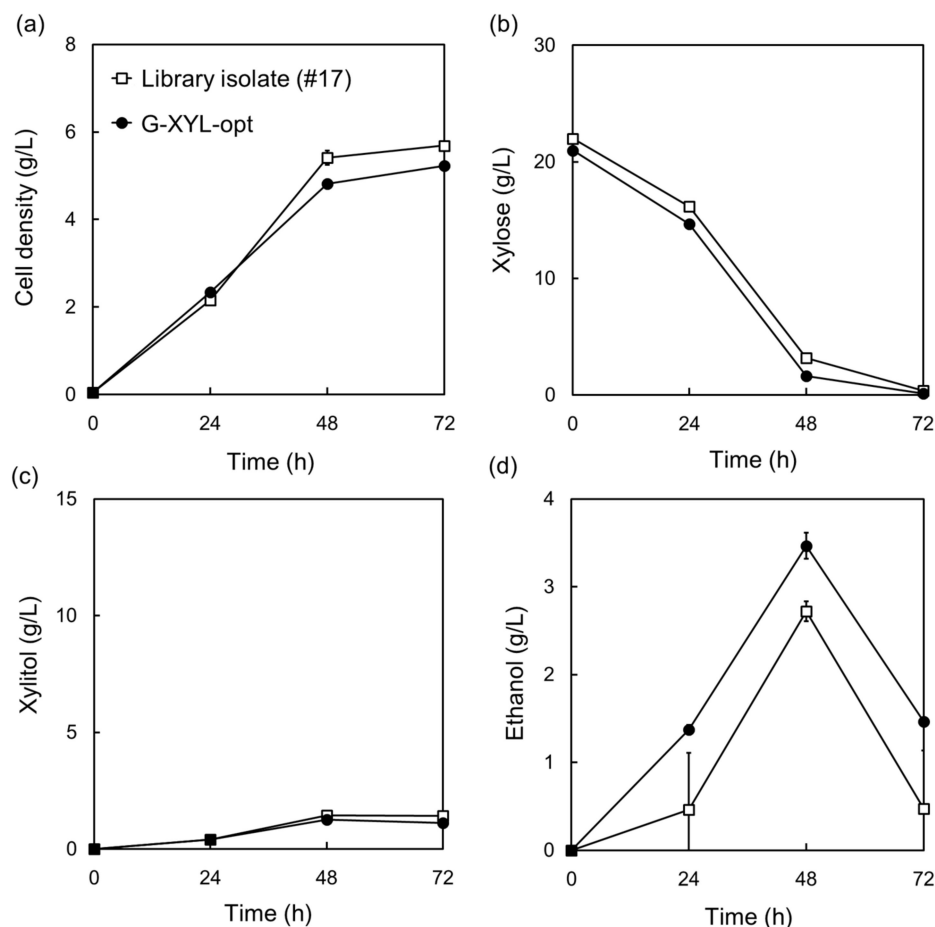 (a)
8
6
4
2
0
Cell density (g/L)
Library isolate (#17)
G-XYL-opt
0 24 48 72
Time (h)
(b)
30
20
10
0
Xylose (g/L)
0 24 48 72
Time (h)
(c)
15
10
5
0
Xylitol (g/L)
0 24 48 72
Time (h)
(d)
4
3
2
1
0
Ethanol (g/L)
0 24 48 72
Time (h)